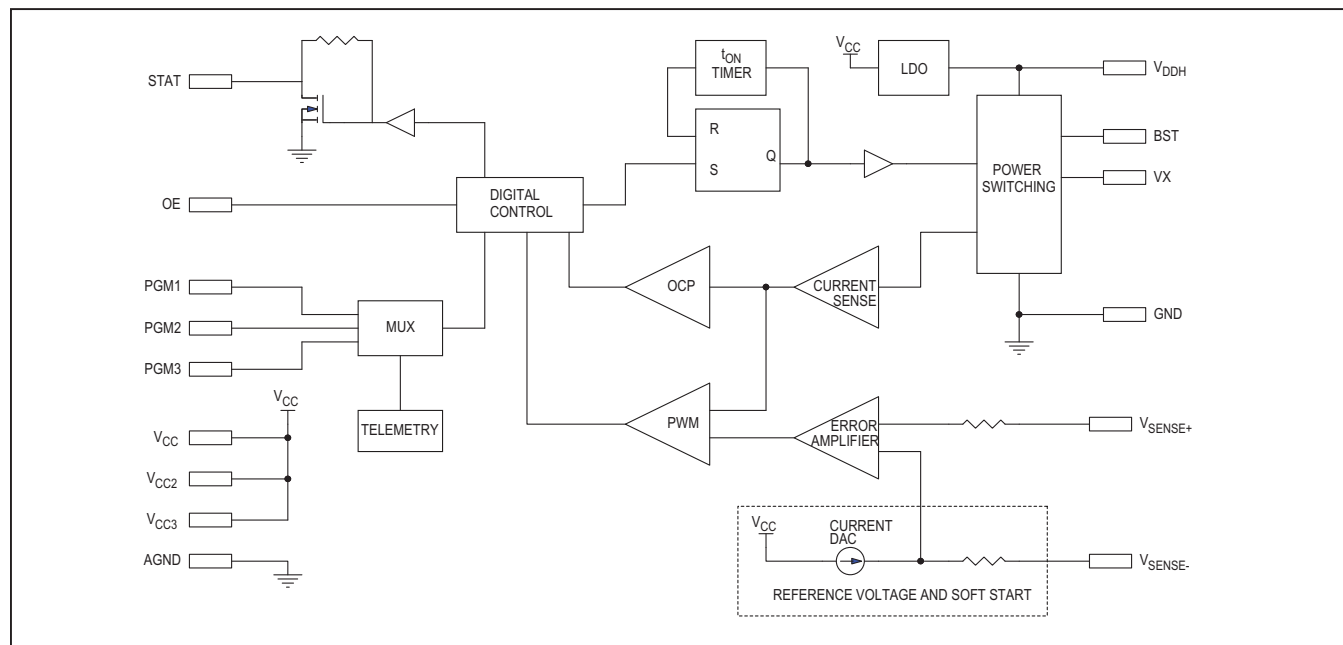 STAT
OE
PGM1
PGM2
PGM3
VCC
VCC
VCC2
VCC3
AGND
DIGITAL
CONTROL
MUX
TELEMETRY
tON
TIMER
R
S
Q
OCP
PWM
CURRENT
SENSE
ERROR
AMPLIFIER
VCC
LDO
POWER
SWITCHING
VDDH
BST
VX
GND
VSENSE+
VSENSE-
VCC
CURRENT
DAC
REFERENCE VOLTAGE AND SOFT START